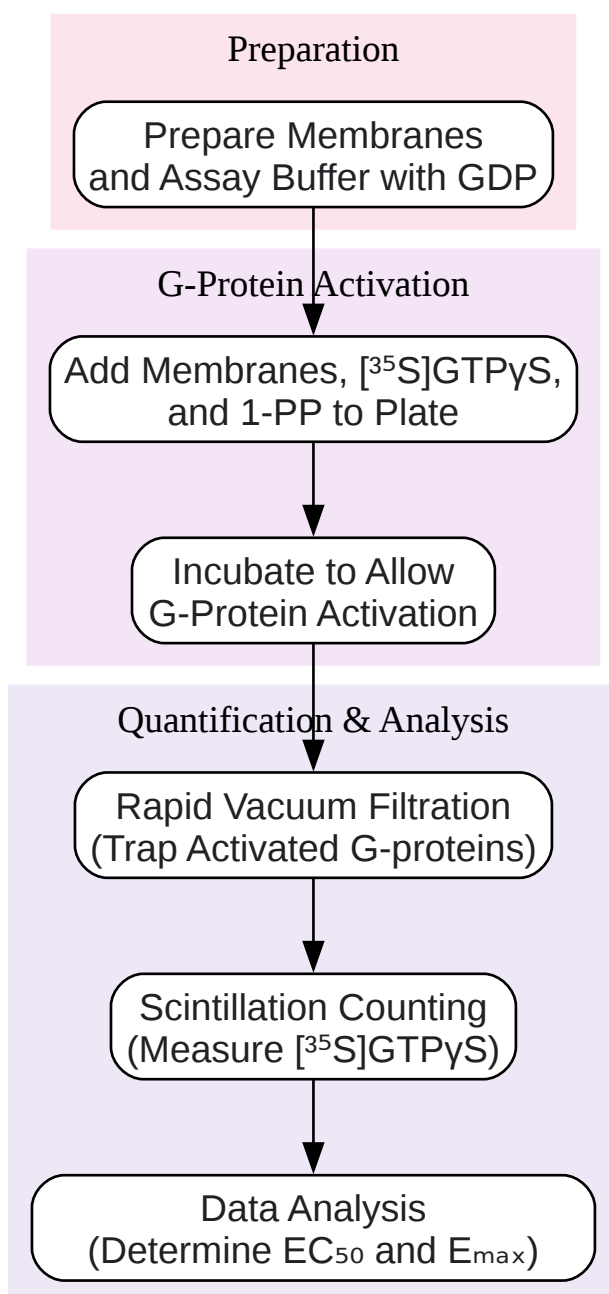 Preparation
Prepare Membranes
and Assay Buffer with GDP
G-Protein Activation
Add Membranes, [³⁵S]GTPγS,
and 1-PP to Plate
Incubate to Allow
G-Protein Activation
Quantification & Analysis
Rapid Vacuum Filtration
(Trap Activated G-proteins)
Scintillation Counting
(Measure [³⁵S]GTPγS)
Data Analysis
(Determine EC₅₀ and Eₘₐₓ)